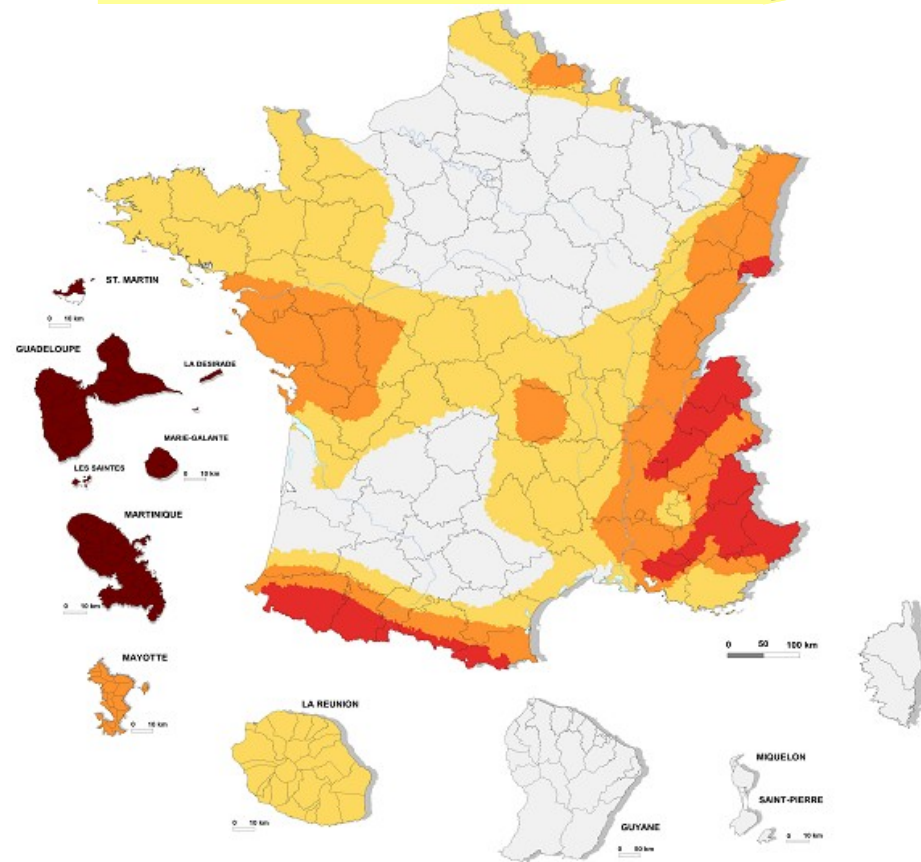 ST. MARTIN
0 10 km
GUADELOUPE
LA DESIRADE
MARIE-GALANTE
LES SAINTES
0 10 km
MARTINIQUE
0 10 km
0 50 100 km
MAYOTTE
0 10 km
LA REUNION
0 10 km
MIQUELON
SAINT-PIERRE
0 10 km
GUYANE
0 50 km